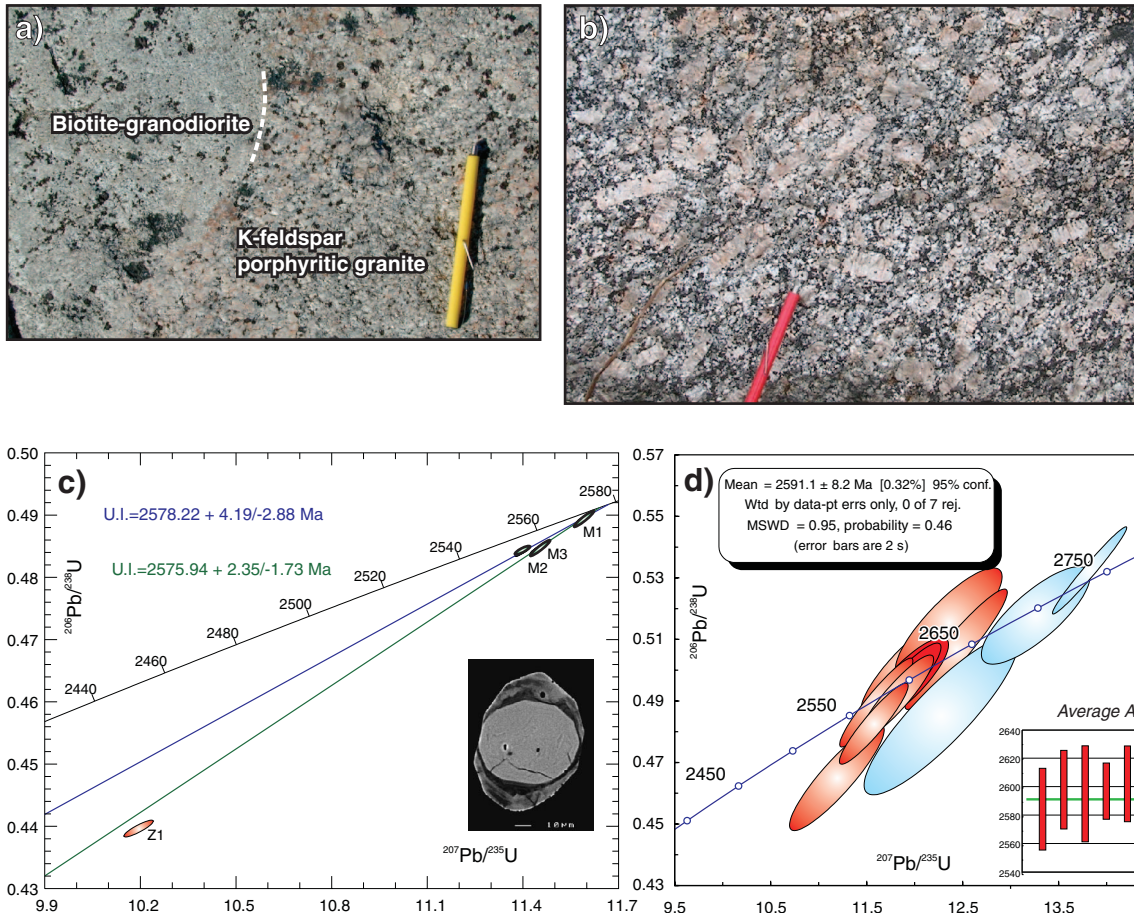 a)
Biotite-granodiorite
K-feldspar
porphyritic granite
b)
c)
U.I.=2578.22 + 4.19/-2.88 Ma
U.I.=2575.94 + 2.35/-1.73 Ma
0.50
0.49
0.48
0.47
0.46
0.45
0.44
0.43
206Pb/238U
2440
2460
2480
2500
2520
2540
2560
2580
M1
M3
M2
Z1
10µm
207Pb/235U
9.9
10.2
10.5
10.8
11.1
11.4
11.7
d)
Mean = 2591.1 ± 8.2 Ma [0.32%] 95% conf.
Wtd by data-pt errs only, 0 of 7 rej.
MSWD = 0.95, probability = 0.46
(error bars are 2 s)
0.57
0.55
0.53
0.51
0.49
0.47
0.45
0.43
206Pb/238U
2450
2550
2650
2750
Average A
2640
2620
2600
2580
2560
2540
207Pb/235U
9.5
10.5
11.5
12.5
13.5